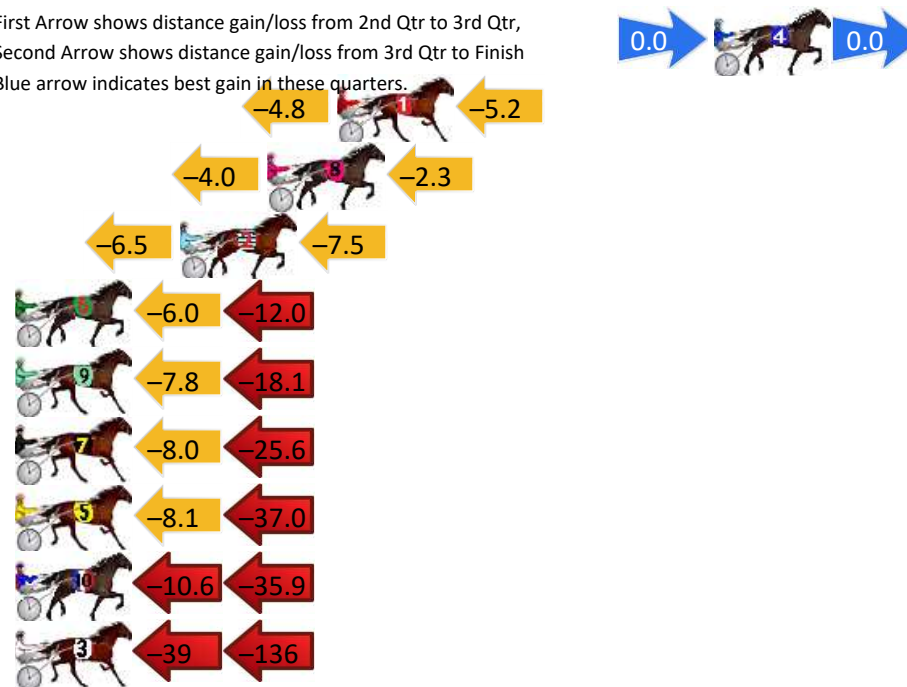 First Arrow shows distance gain/loss from 2nd Qtr to 3rd Qtr,
Second Arrow shows distance gain/loss from 3rd Qtr to Finish
Blue arrow indicates best gain in these quarters.
0.0 4 0.0
–4.8 1 –5.2
–4.0 8 –2.3
–6.5 2 –7.5
6 –6.0 –12.0
9 –7.8 –18.1
7 –8.0 –25.6
5 –8.1 –37.0
10 –10.6 –35.9
3 –39 –136